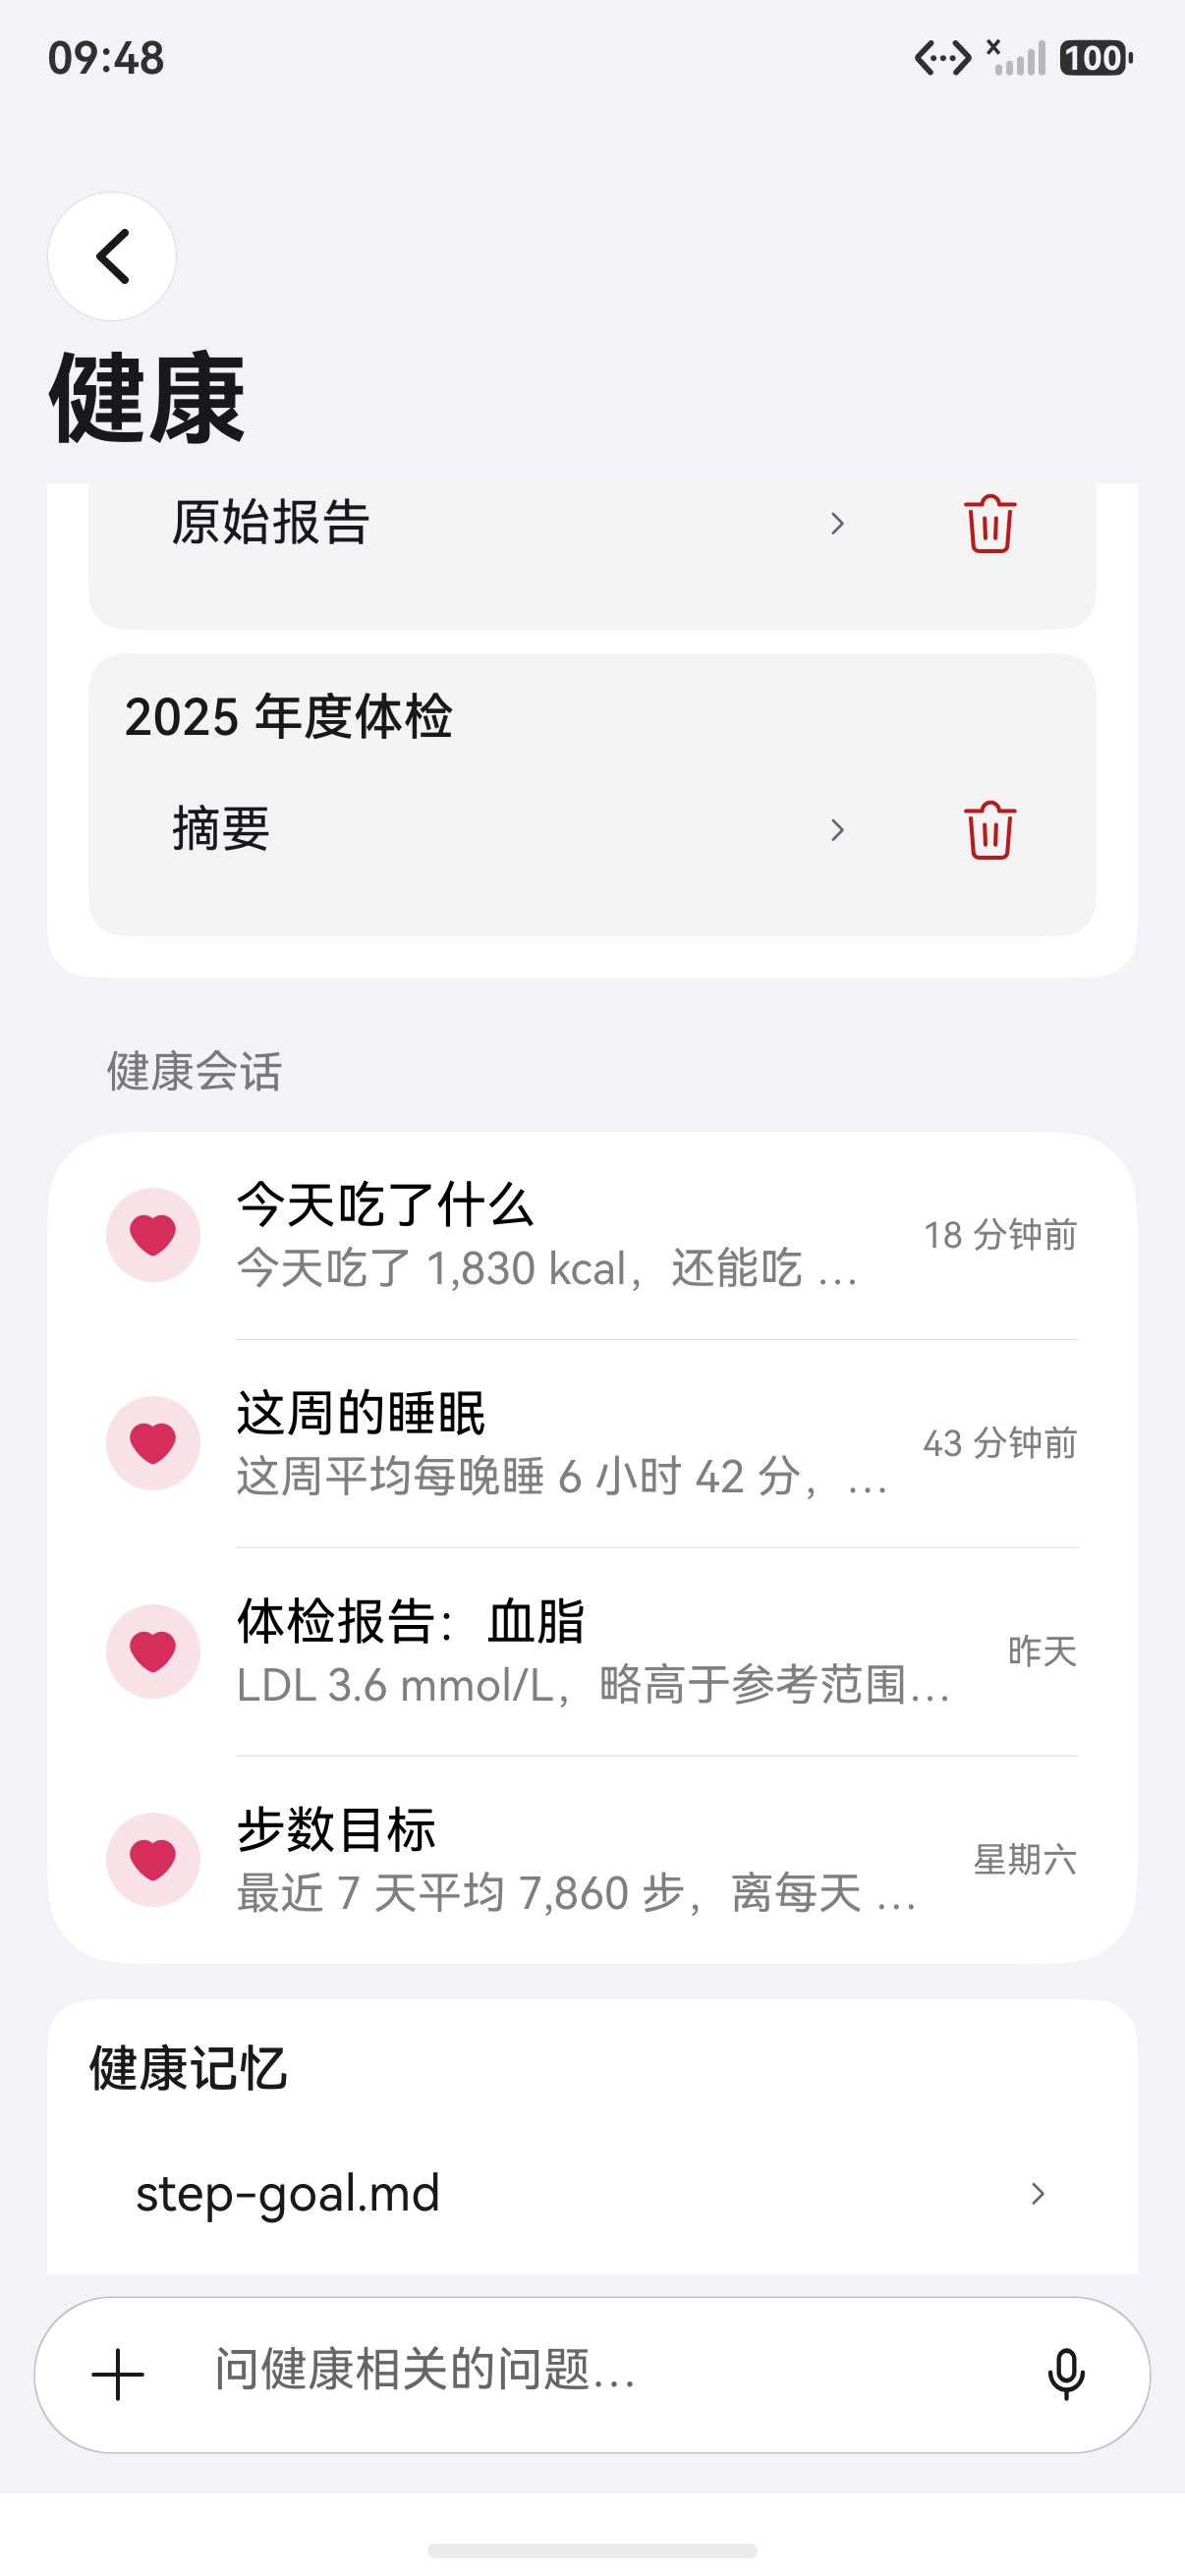 09:48
100
健康
原始报告
2025 年度体检
摘要
健康会话
今天吃了什么
今天吃了 1,830 kcal，还能吃 …
18 分钟前
这周的睡眠
这周平均每晚睡 6 小时 42 分，…
43 分钟前
体检报告：血脂
LDL 3.6 mmol/L，略高于参考范围…
昨天
步数目标
最近 7 天平均 7,860 步，离每天 …
星期六
健康记忆
step-goal.md
问健康相关的问题…